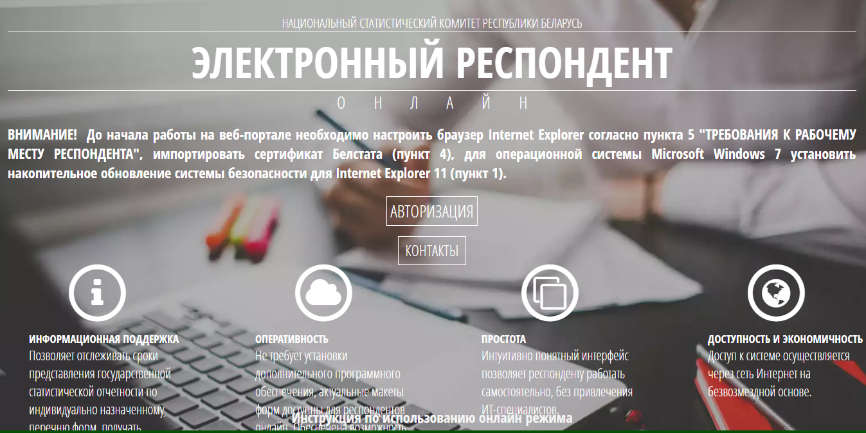 НАЦИОНАЛЬНЫЙ СТАТИСТИЧЕСКИЙ КОМИТЕТ РЕСПУБЛИКИ БЕЛАРУСЬ
ЭЛЕКТРОННЫЙ РЕСПОНДЕНТ
ОНЛАЙН
ВНИМАНИЕ! До начала работы на веб-портале необходимо настроить браузер Internet Explorer согласно пункта 5 "ТРЕБОВАНИЯ К РАБОЧЕМУ
МЕСТУ РЕСПОНДЕНТА", импортировать сертификат Белстата (пункт 4), для операционной системы Microsoft Windows 7 установить
накопительное обновление системы безопасности для Internet Explorer 11 (пункт 1).
АВТОРИЗАЦИЯ
КОНТАКТЫ
ИНФОРМАЦИОННАЯ ПОДДЕРЖКА
Позволяет отслеживать сроки
представления государственной
статистической отчетности по
индивидуально назначенному
перечню форм, получать
ОПЕРАТИВНОСТЬ
Не требует установки
дополнительного программного
обеспечения, актуальные макеты
форм доступны для респондентов
онлайн. Обеспечена возможность
ПРОСТОТА
Интуитивно понятный интерфейс
позволяет респонденту работать
самостоятельно, без привлечения
ИТ-специалистов.
ДОСТУПНОСТЬ И ЭКОНОМИЧНОСТЬ
Доступ к системе осуществляется
через сеть Интернет на
безвозмездной основе.
Инструкция по использованию онлайн режима